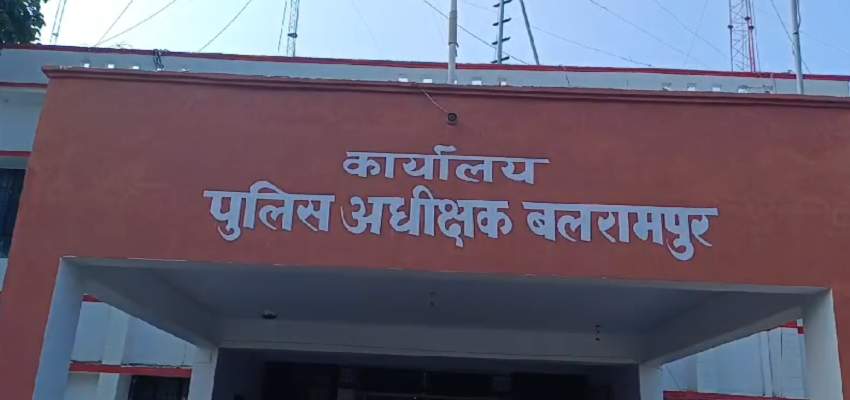 कार्यालय
पुलिस अधीक्षक बलरामपुर